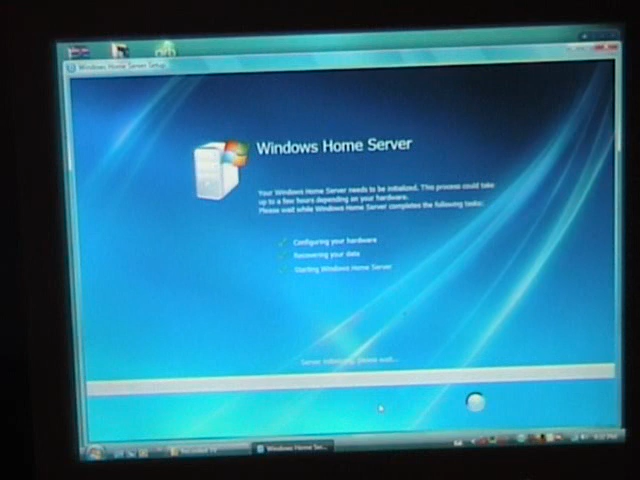 Windows Home Server Setup
Windows Home Server
Your Windows Home Server needs to be initialized. This process could take
up to a few hours depending on your hardware.
Please wait while Windows Home Server completes the following tasks:
Configuring your hardware
Recovering your data
Starting Windows Home Server
Server initializing, please wait...
Recorded TV
Windows Home Ser...